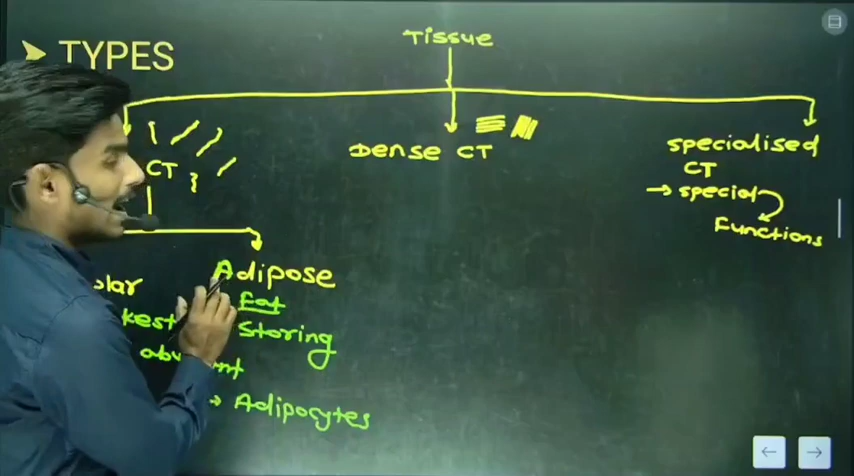 TYPES
Tissue
CT
Dense CT
specialised
CT
→ special
Functions
Adipose
Fat
Storing
→ Adipocytes